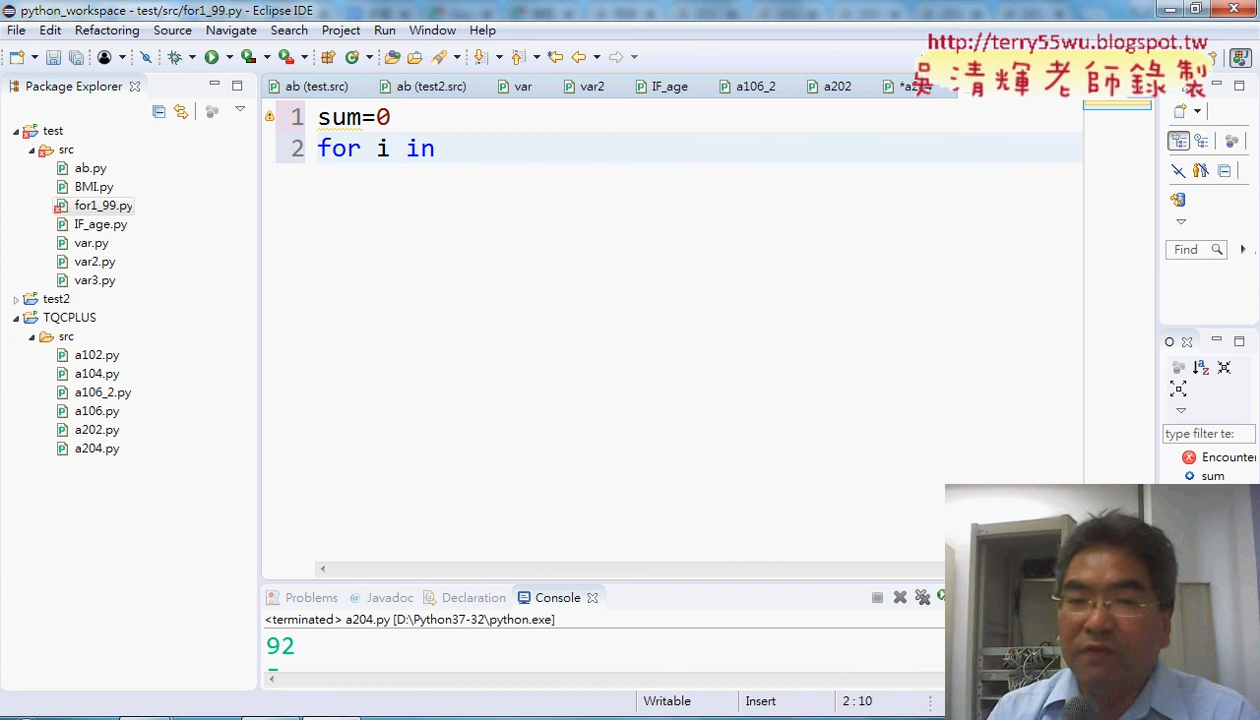 python_workspace - test/src/for1_99.py - Eclipse IDE
File Edit Refactoring Source Navigate Search Project Run Window Help
http://terry55wu.blogspot.tw
吳清輝老師錄製
Package Explorer
ab (test.src) ab (test2.src) var var2 IF_age a106_2 a202
1 sum=0
2 for i in
test
src
ab.py
BMI.py
for1_99.py
IF_age.py
var.py
var2.py
var3.py
test2
TQCPLUS
src
a102.py
a104.py
a106_2.py
a106.py
a202.py
a204.py
Find
O
type filter te:
Encounter
sum
Problems Javadoc Declaration Console
<terminated> a204.py [D:\Python37-32\python.exe]
92
Writable Insert 2:10